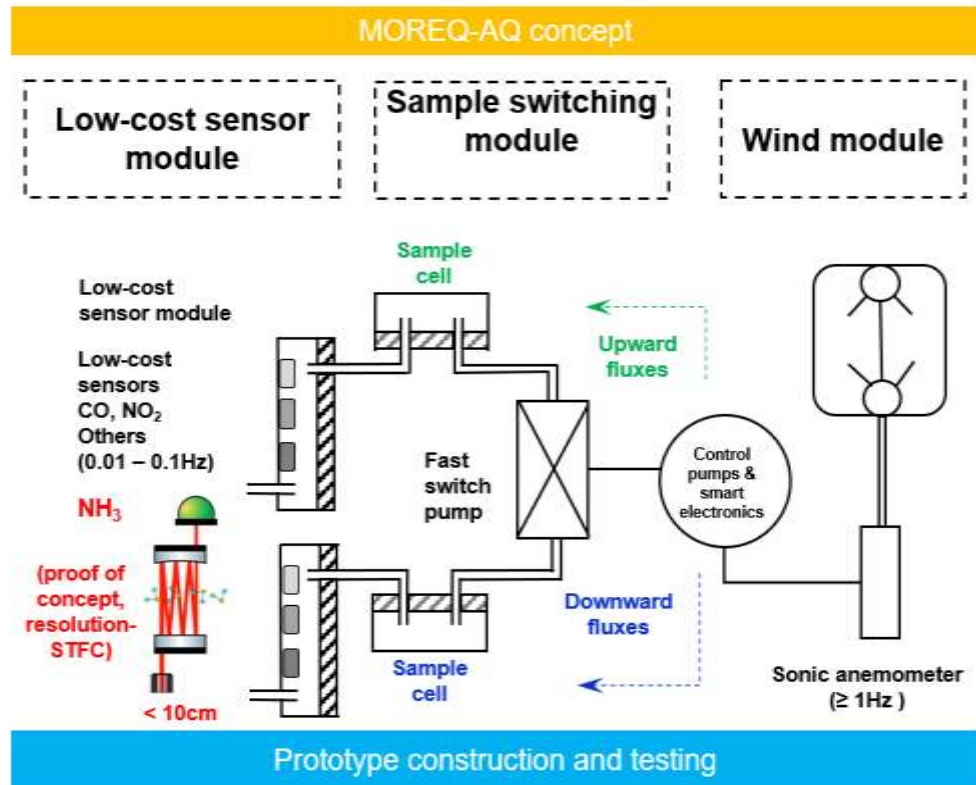 MOREQ-AQ concept
Low-cost sensor
module
Sample switching
module
Wind module
Low-cost
sensor module
Low-cost
sensors
CO, NO₂
Others
(0.01 – 0.1Hz)
NH₃
(proof of
concept,
resolution-
STFC)
< 10cm
Sample
cell
Upward
fluxes
Fast
switch
pump
Control
pumps &
smart
electronics
Downward
fluxes
Sample
cell
Sonic anemometer
(≥ 1Hz )
Prototype construction and testing